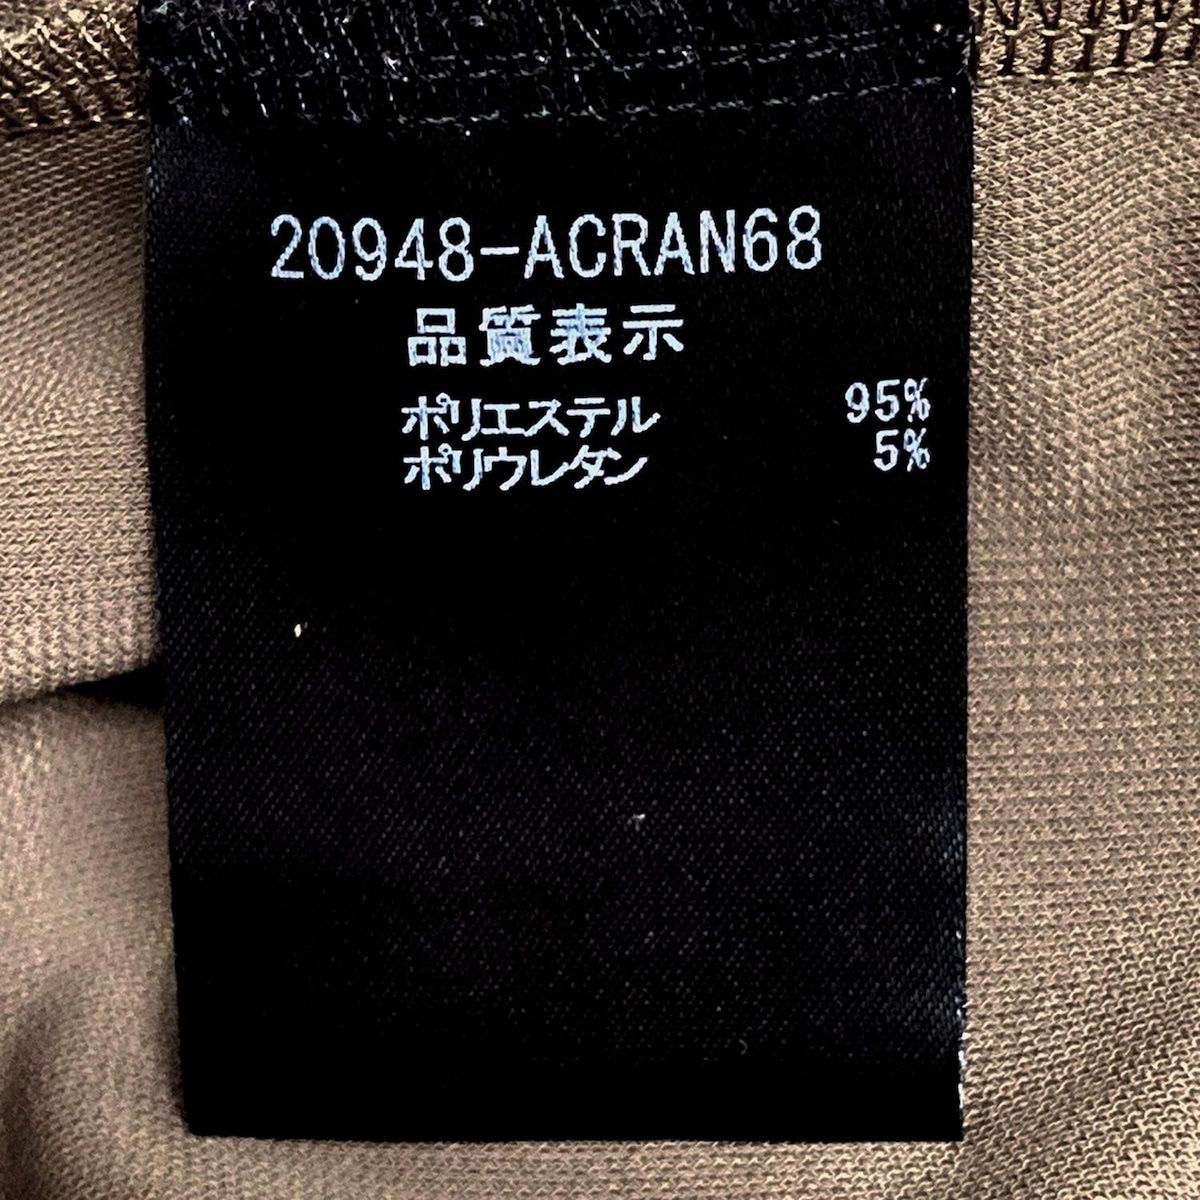 20948-ACRAN68
品質表示
ポリエステル 95%
ポリウレタン 5%